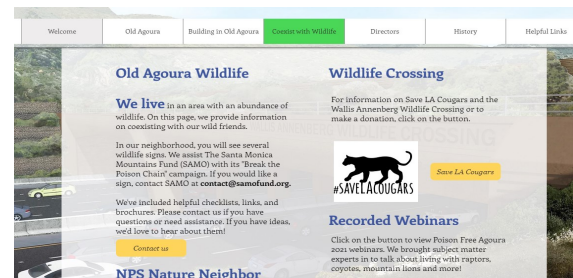 Welcome
Old Agoura
Building in Old Agoura
Coexist with Wildlife
Directors
History
Helpful Links
Old Agoura Wildlife
We live in an area with an abundance of
wildlife. On this page, we provide information
on coexisting with our wild friends.
In our neighborhood, you will see several
wildlife signs. We assist The Santa Monica
Mountains Fund (SAMO) with its "Break the
Poison Chain" campaign. If you would like a
sign, contact SAMO at contact@samofund.org.
We've included helpful checklists, links, and
brochures. Please contact us if you have
questions or need assistance. If you have ideas,
we'd love to hear about them!
Contact us
NPS Nature Neighbor
Wildlife Crossing
For information on Save LA Cougars and the
Wallis Annenberg Wildlife Crossing or to
make a donation, click on the button.
#SAVELACOUGARS
Save LA Cougars
Recorded Webinars
Click on the button to view Poison Free Agoura
2021 webinars. We brought subject matter
experts in to talk about living with raptors,
coyotes, mountain lions and more!